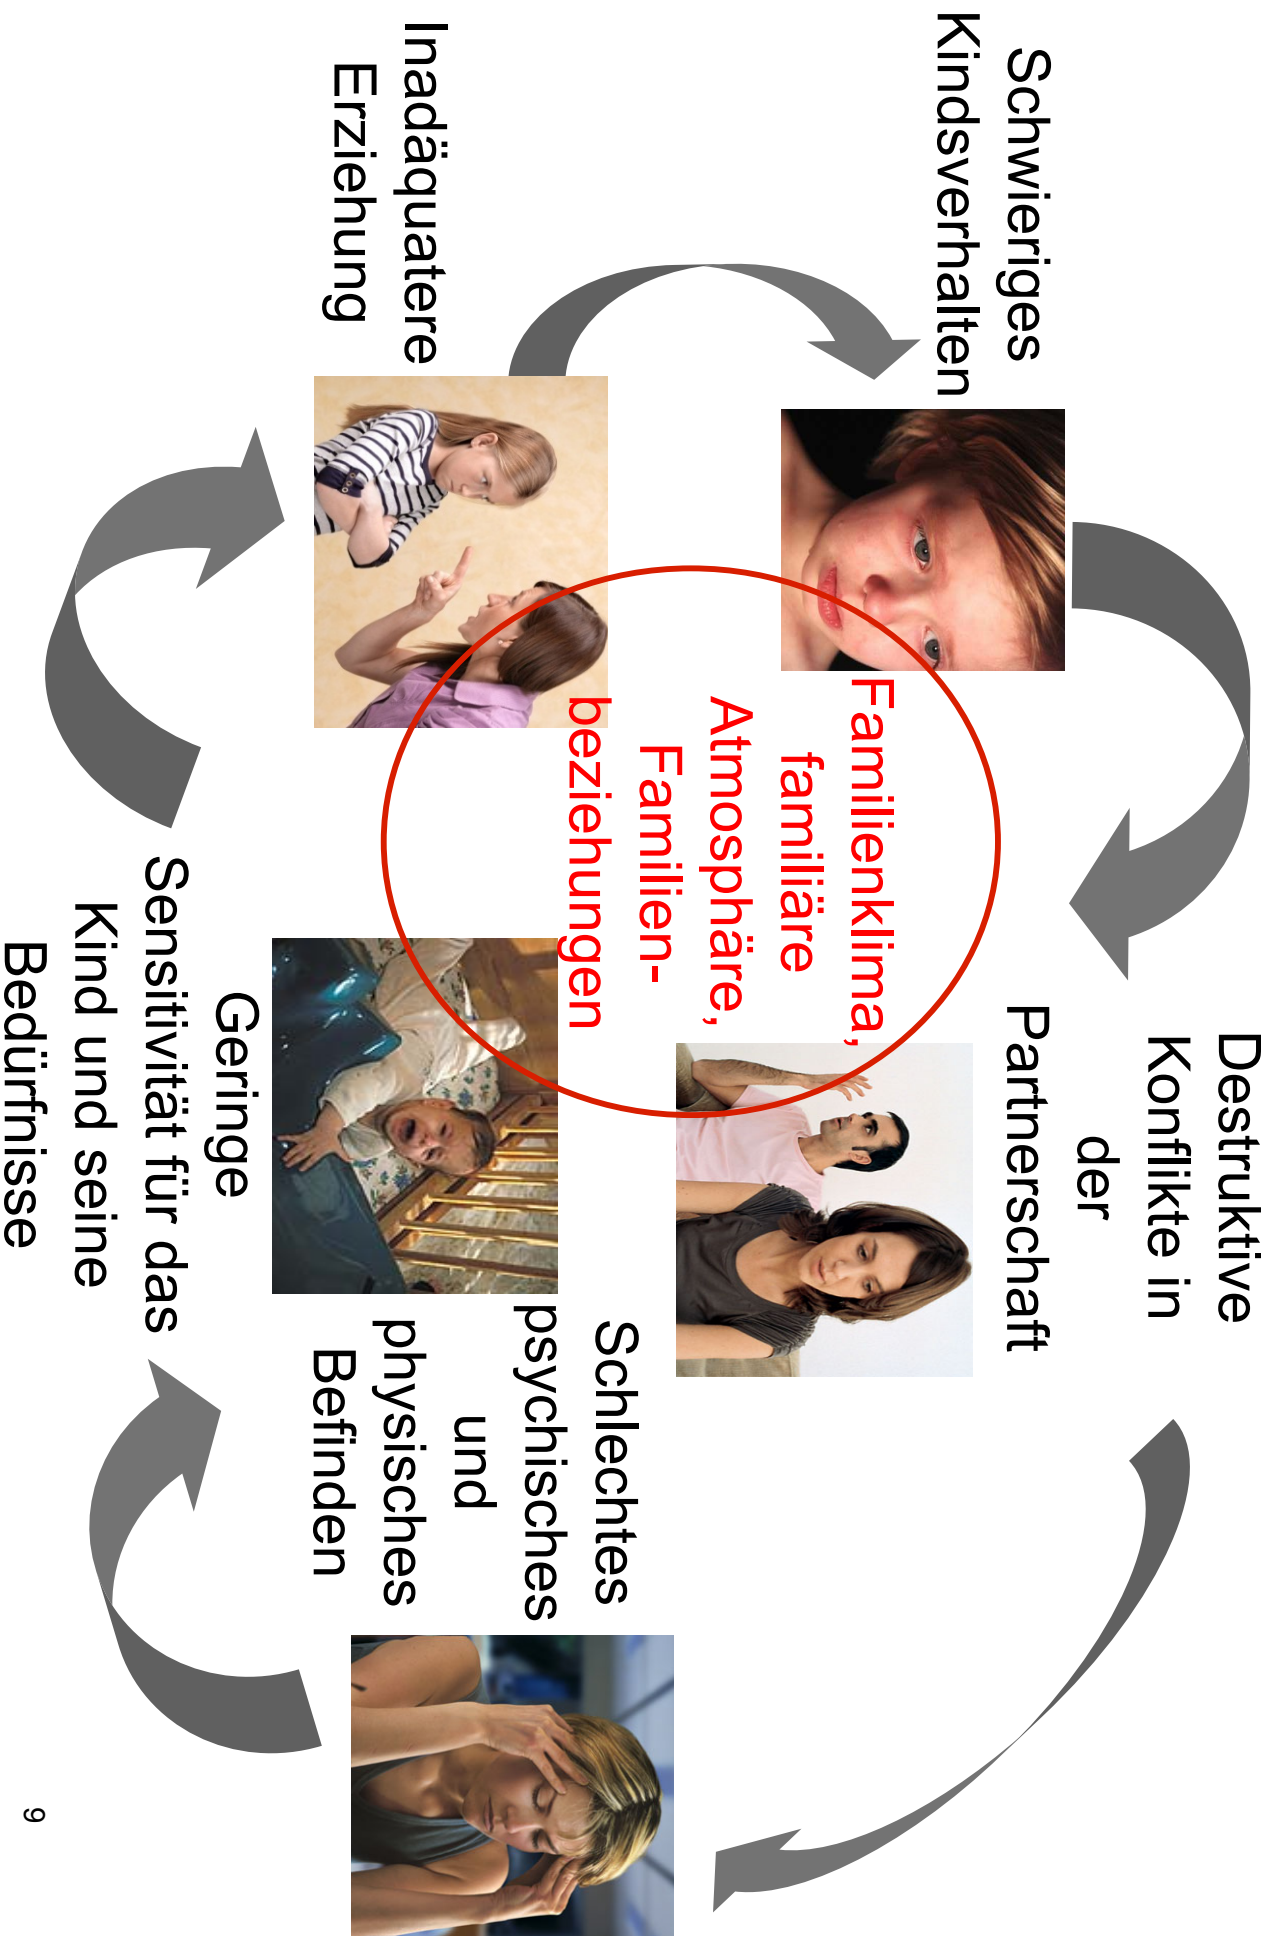 Schwieriges
Kindsverhalten
Destruktive
Konflikte in
der
Partnerschaft
Familienklima,
familiäre
Atmosphäre,
Familien-
beziehungen
Schlechtes
psychisches
und
physisches
Befinden
Inadäquatere
Erziehung
Geringe
Sensitivität für das
Kind und seine
Bedürfnisse
9